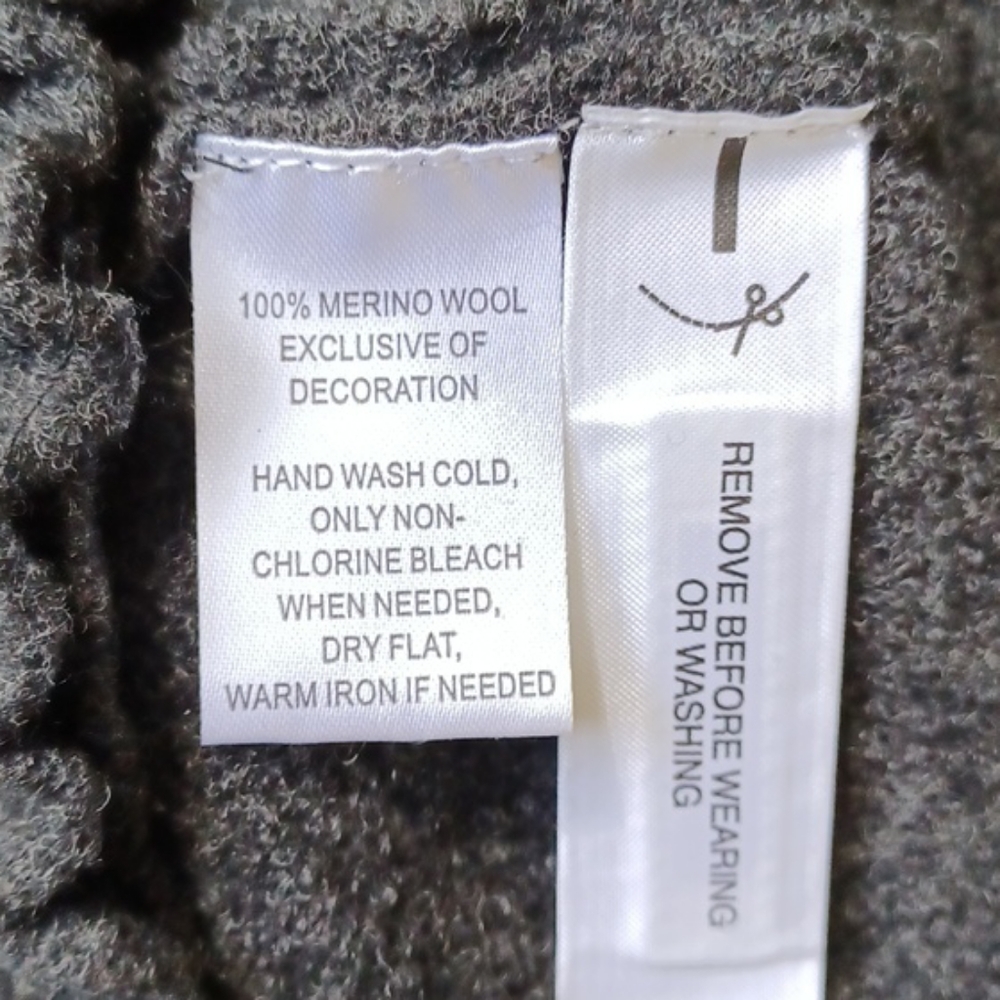 100% MERINO WOOL
EXCLUSIVE OF
DECORATION
HAND WASH COLD,
ONLY NON-
CHLORINE BLEACH
WHEN NEEDED,
DRY FLAT,
WARM IRON IF NEEDED
REMOVE BEFORE WEARING
OR WASHING